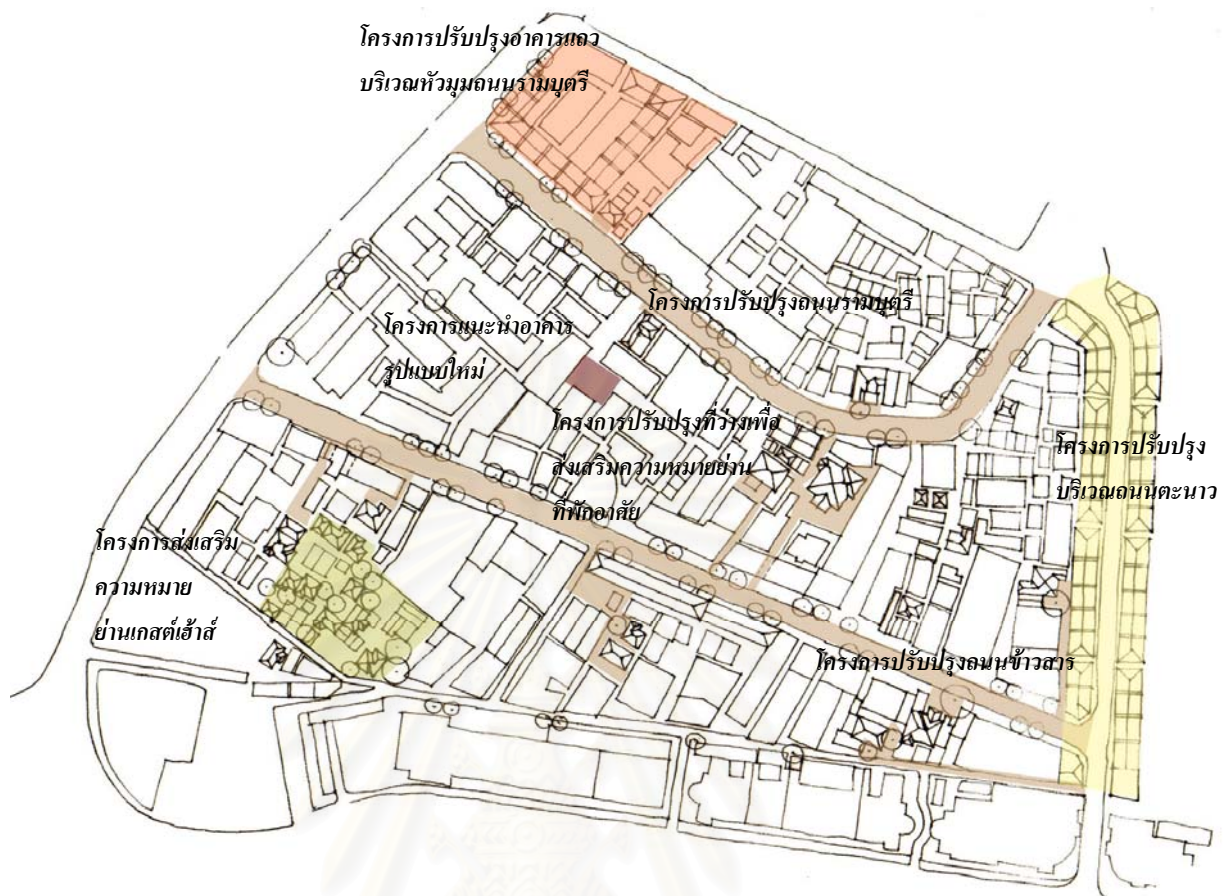 โครงการปรับปรุงอาคารแถว
บริเวณหัวมุมถนนรามบุตรี
โครงการปรับปรุงถนนรามบุตรี
โครงการแนะนำอาคาร
รูปแบบใหม่
โครงการปรับปรุงที่ว่างเพื่อ
ส่งเสริมความหมายย่าน
ที่พักอาศัย
โครงการปรับปรุง
บริเวณถนนตะนาว
โครงการส่งเสริม
ความหมาย
ย่านเกสต์เฮ้าส์
โครงการปรับปรุงถนนข้าวสาร